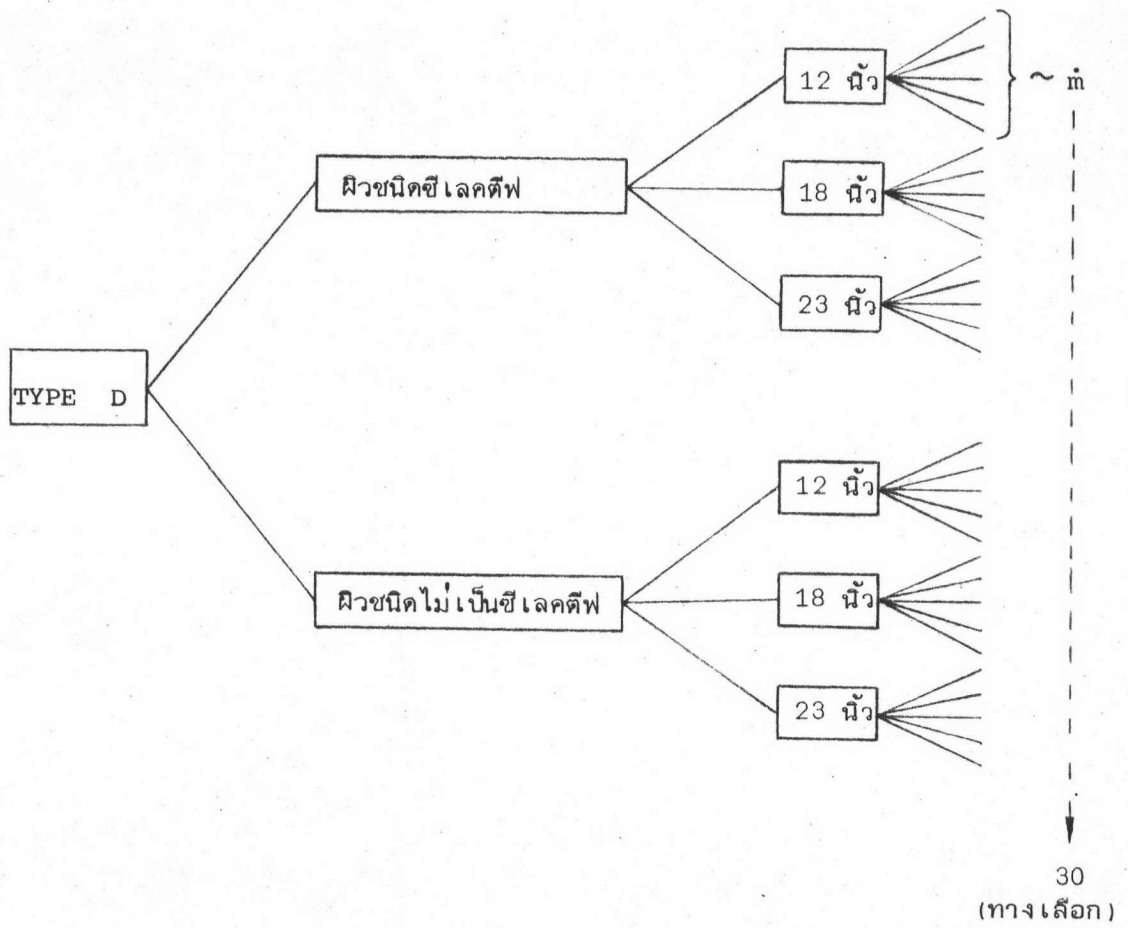 12 นิ้ว
~ ṁ
ผิวชนิดซีเลคตีฟ
18 นิ้ว
23 นิ้ว
TYPE D
12 นิ้ว
ผิวชนิดไม่เป็นซีเลคตีฟ
18 นิ้ว
23 นิ้ว
30
(ทางเลือก)